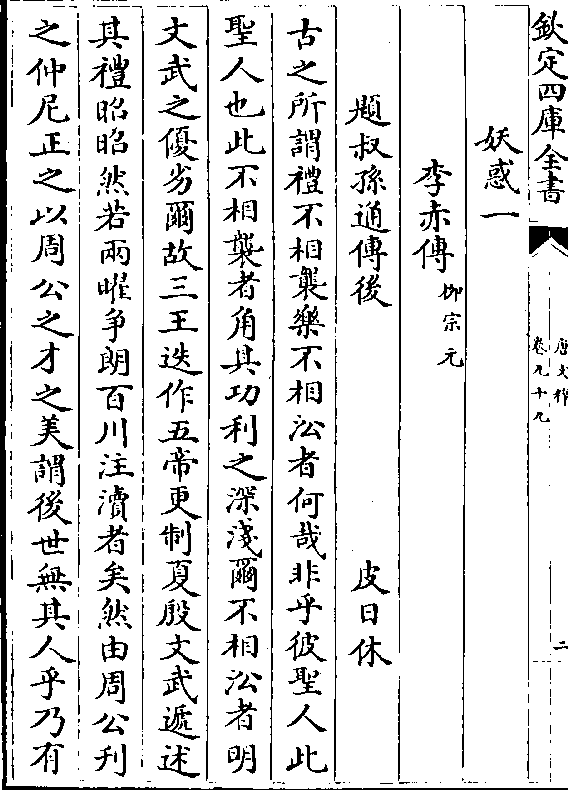 欽定四庫全書
唐文粹
卷九十九
二
妖惑一
李赤傳柳宗元
題叔孫通傳後 皮日休
古之所謂禮不相襲樂不相㳂者何哉非乎彼聖人此
聖人也此不相襲者角其功利之深淺爾不相㳂者明
文武之優劣爾故三王迭作五帝更制夏殷文武遞述
其禮昭昭然若兩曜爭朗百川注瀆者矣然由周公刋
之仲尼正之以周公之才之美謂後世無其人乎乃有